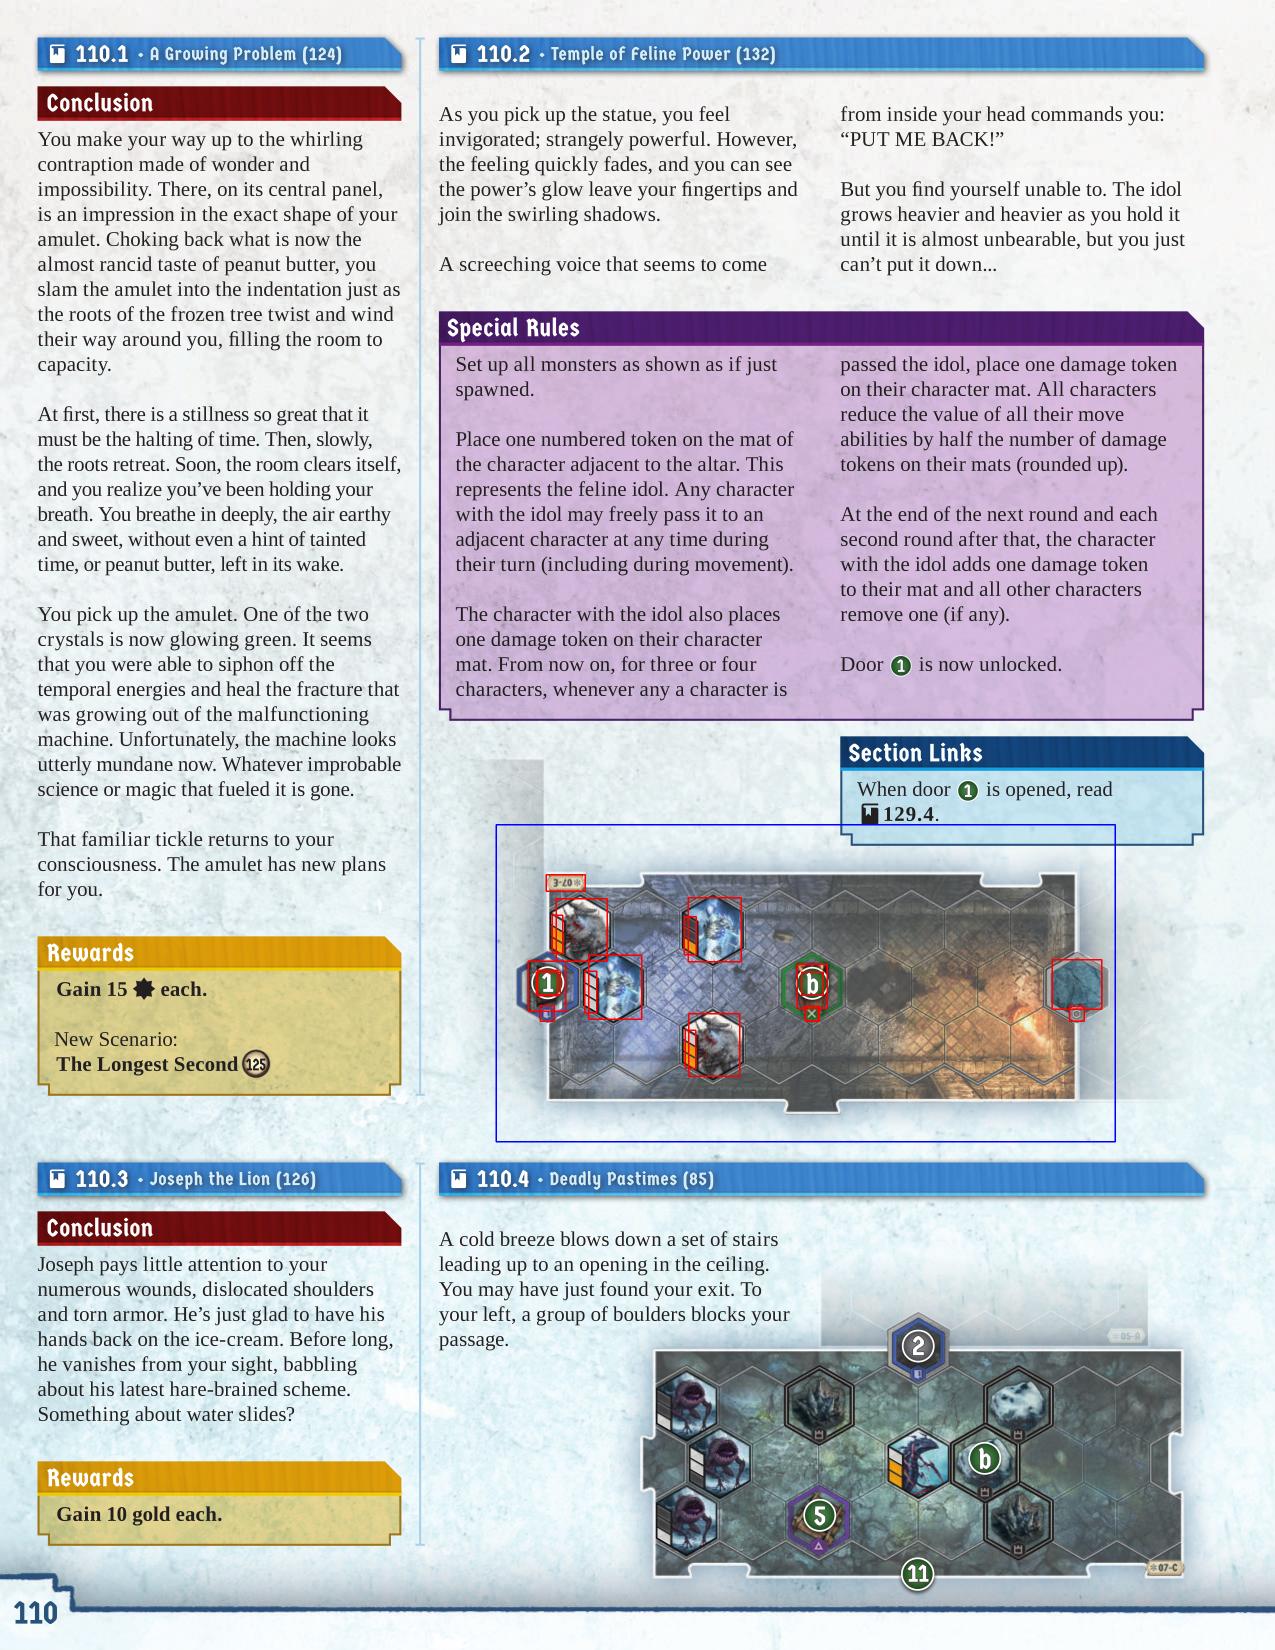 110.1 • A Growing Problem (124)
Conclusion
You make your way up to the whirling
contraption made of wonder and
impossibility. There, on its central panel,
is an impression in the exact shape of your
amulet. Choking back what is now the
almost rancid taste of peanut butter, you
slam the amulet into the indentation just as
the roots of the frozen tree twist and wind
their way around you, filling the room to
capacity.
At first, there is a stillness so great that it
must be the halting of time. Then, slowly,
the roots retreat. Soon, the room clears itself,
and you realize you’ve been holding your
breath. You breathe in deeply, the air earthy
and sweet, without even a hint of tainted
time, or peanut butter, left in its wake.
You pick up the amulet. One of the two
crystals is now glowing green. It seems
that you were able to siphon off the
temporal energies and heal the fracture that
was growing out of the malfunctioning
machine. Unfortunately, the machine looks
utterly mundane now. Whatever improbable
science or magic that fueled it is gone.
That familiar tickle returns to your
consciousness. The amulet has new plans
for you.
Rewards
Gain 15 each.
New Scenario:
The Longest Second 125
110.2 • Temple of Feline Power (132)
As you pick up the statue, you feel
invigorated; strangely powerful. However,
the feeling quickly fades, and you can see
the power’s glow leave your fingertips and
join the swirling shadows.
A screeching voice that seems to come
from inside your head commands you:
“PUT ME BACK!”
But you find yourself unable to. The idol
grows heavier and heavier as you hold it
until it is almost unbearable, but you just
can’t put it down...
Special Rules
Set up all monsters as shown as if just
spawned.
Place one numbered token on the mat of
the character adjacent to the altar. This
represents the feline idol. Any character
with the idol may freely pass it to an
adjacent character at any time during
their turn (including during movement).
The character with the idol also places
one damage token on their character
mat. From now on, for three or four
characters, whenever any a character is
passed the idol, place one damage token
on their character mat. All characters
reduce the value of all their move
abilities by half the number of damage
tokens on their mats (rounded up).
At the end of the next round and each
second round after that, the character
with the idol adds one damage token
to their mat and all other characters
remove one (if any).
Door 1 is now unlocked.
Section Links
When door 1 is opened, read
129.4.
07-E
1
b
110.3 • Joseph the Lion (126)
Conclusion
Joseph pays little attention to your
numerous wounds, dislocated shoulders
and torn armor. He’s just glad to have his
hands back on the ice-cream. Before long,
he vanishes from your sight, babbling
about his latest hare-brained scheme.
Something about water slides?
Rewards
Gain 10 gold each.
110.4 • Deadly Pastimes (85)
A cold breeze blows down a set of stairs
leading up to an opening in the ceiling.
You may have just found your exit. To
your left, a group of boulders blocks your
passage.
05-A
2
b
5
11
07-C
110